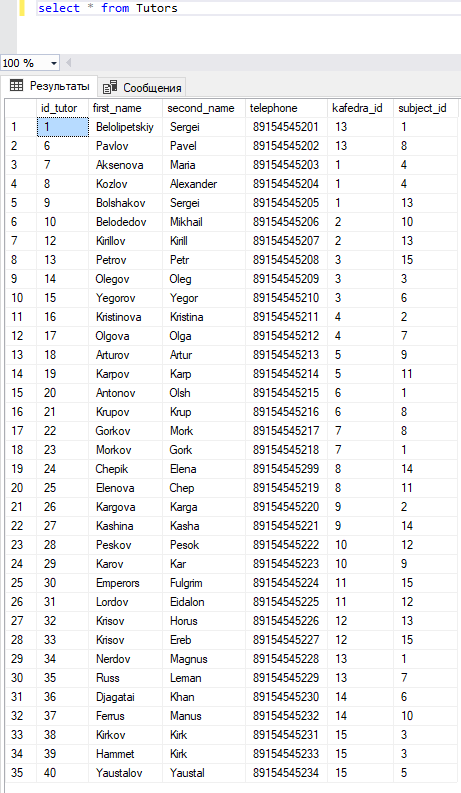 select * from Tutors
100 %
Результаты Сообщения
id_tutor first_name second_name telephone kafedra_id subject_id
1 1 Belolipetskiy Sergei 89154545201 13 1
2 6 Pavlov Pavel 89154545202 13 8
3 7 Aksenova Maria 89154545203 1 4
4 8 Kozlov Alexander 89154545204 1 4
5 9 Bolshakov Sergei 89154545205 1 13
6 10 Belodedov Mikhail 89154545206 2 10
7 12 Kirillov Kirill 89154545207 2 13
8 13 Petrov Petr 89154545208 3 15
9 14 Olegov Oleg 89154545209 3 3
10 15 Yegorov Yegor 89154545210 3 6
11 16 Kristinova Kristina 89154545211 4 2
12 17 Olgova Olga 89154545212 4 7
13 18 Arturov Artur 89154545213 5 9
14 19 Karpov Karp 89154545214 5 11
15 20 Antonov Olsh 89154545215 6 1
16 21 Krupov Krup 89154545216 6 8
17 22 Gorkov Mork 89154545217 7 8
18 23 Morkov Gork 89154545218 7 1
19 24 Chepik Elena 89154545299 8 14
20 25 Elenova Chep 89154545219 8 11
21 26 Kargova Karga 89154545220 9 2
22 27 Kashina Kasha 89154545221 9 14
23 28 Peskov Pesok 89154545222 10 12
24 29 Karov Kar 89154545223 10 9
25 30 Emperors Fulgrim 89154545224 11 15
26 31 Lordov Eidalon 89154545225 11 12
27 32 Krisov Horus 89154545226 12 13
28 33 Krisov Ereb 89154545227 12 15
29 34 Nerdov Magnus 89154545228 13 1
30 35 Russ Leman 89154545229 13 7
31 36 Djagatai Khan 89154545230 14 6
32 37 Ferrus Manus 89154545232 14 10
33 38 Kirkov Kirk 89154545231 15 3
34 39 Hammet Kirk 89154545233 15 3
35 40 Yaustalov Yaustal 89154545234 15 5